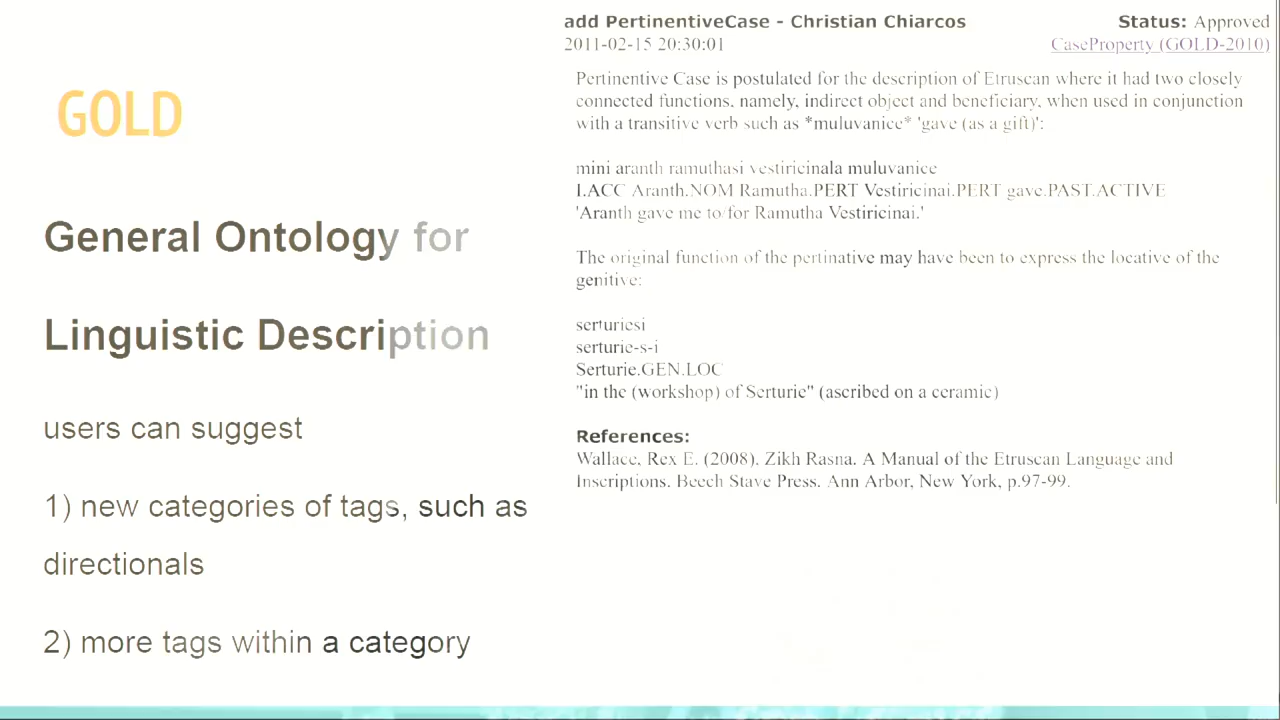 GOLD
General Ontology for
Linguistic Description
users can suggest
1) new categories of tags, such as
directionals
2) more tags within a category
add PertinentiveCase - Christian Chiarcos Status: Approved
2011-02-15 20:30:01 CaseProperty (GOLD-2010)
Pertinentive Case is postulated for the description of Etruscan where it had two closely
connected functions, namely, indirect object and beneficiary, when used in conjunction
with a transitive verb such as *muluvanice* 'gave (as a gift)':
mini aranth ramuthasi vestiricinala muluvanice
I.ACC Aranth.NOM Ramutha.PERT Vestiricinai.PERT gave.PAST.ACTIVE
'Aranth gave me to/for Ramutha Vestiricinai.'
The original function of the pertinative may have been to express the locative of the
genitive:
serturiesi
serturie-s-i
Serturie.GEN.LOC
"in the (workshop) of Serturie" (ascribed on a ceramic)
References:
Wallace, Rex E. (2008). Zikh Rasna. A Manual of the Etruscan Language and
Inscriptions. Beech Stave Press. Ann Arbor, New York, p.97-99.